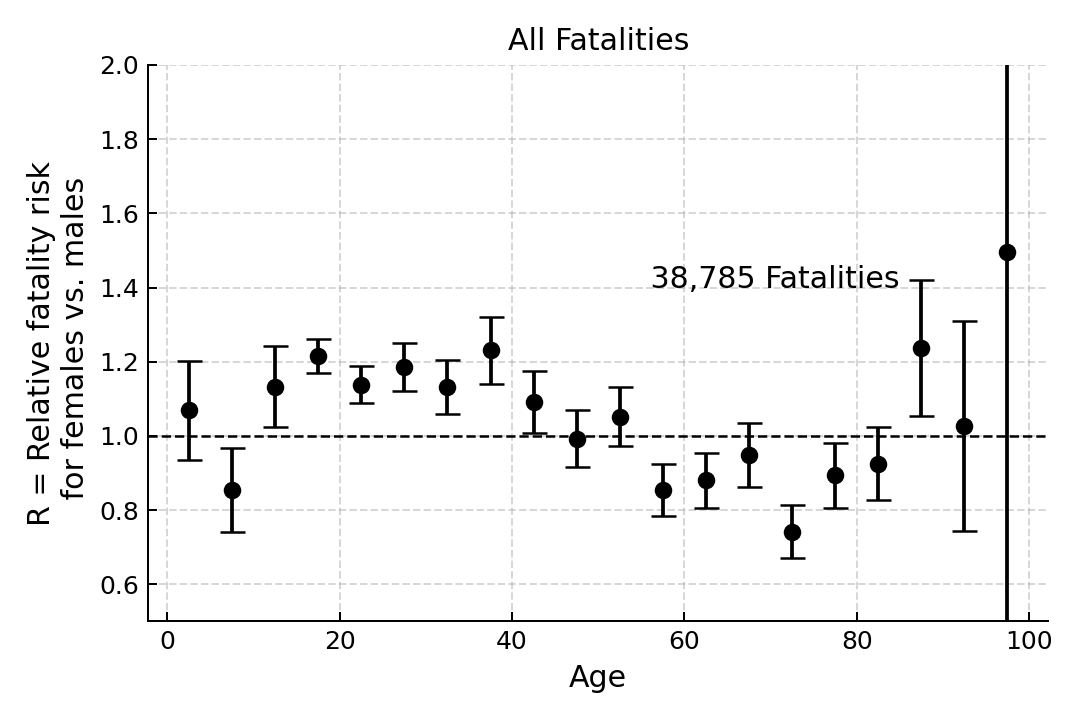 All Fatalities
R = Relative fatality risk
for females vs. males
2.0
1.8
1.6
1.4
1.2
1.0
0.8
0.6
38,785 Fatalities
0
20
40
60
80
100
Age